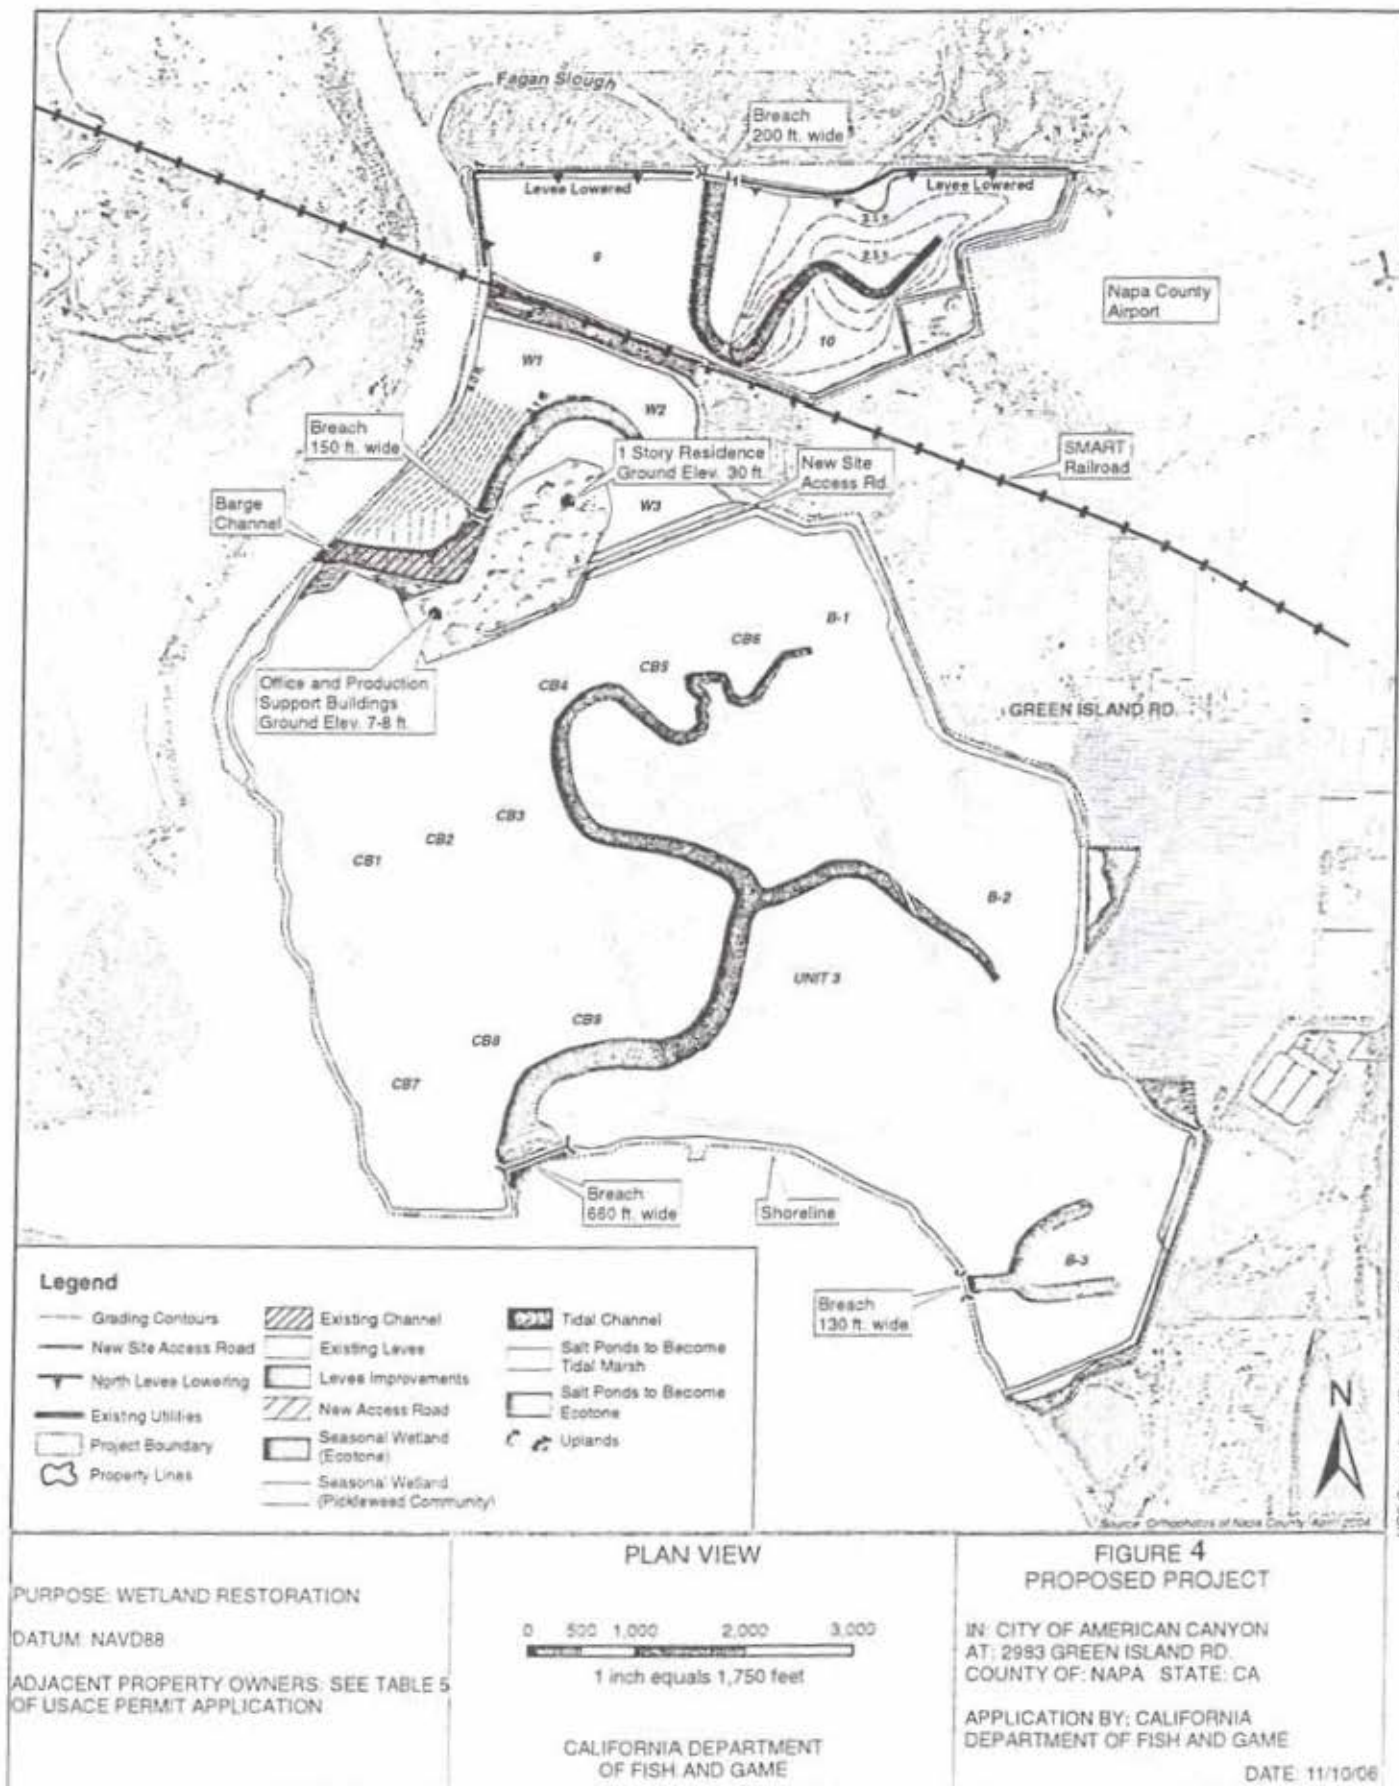 Fagan Slough
Breach
200 ft. wide
Levee Lowered
Levee Lowered
9
Napa County
Airport
10
W1
W2
Breach
150 ft. wide
1 Story Residence
Ground Elev. 30 ft.
New Site
Access Rd.
SMART
Railroad
Barge
Channel
W3
B-1
CB6
CB5
CB4
Office and Production
Support Buildings
Ground Elev. 7-8 ft.
GREEN ISLAND RD.
CB3
CB2
CB1
B-2
UNIT 3
CB9
CB8
CB7
Breach
660 ft. wide
Shoreline
B-3
Breach
130 ft. wide
Legend
Grading Contours
New Site Access Road
North Levee Lowering
Existing Utilities
Project Boundary
Property Lines
Existing Channel
Existing Levee
Levee Improvements
New Access Road
Seasonal Wetland
(Ecotone)
Seasonal Wetland
(Pickleweed Community)
Tidal Channel
Salt Ponds to Become
Tidal Marsh
Salt Ponds to Become
Ecotone
Uplands
N
Source: Orthophotos of Napa County, April 2004
PURPOSE: WETLAND RESTORATION
DATUM: NAVD88
ADJACENT PROPERTY OWNERS: SEE TABLE 5
OF USACE PERMIT APPLICATION
PLAN VIEW
0 500 1,000 2,000 3,000
1 inch equals 1,750 feet
CALIFORNIA DEPARTMENT
OF FISH AND GAME
FIGURE 4
PROPOSED PROJECT
IN: CITY OF AMERICAN CANYON
AT: 2983 GREEN ISLAND RD.
COUNTY OF: NAPA STATE: CA
APPLICATION BY: CALIFORNIA
DEPARTMENT OF FISH AND GAME
DATE: 11/10/06